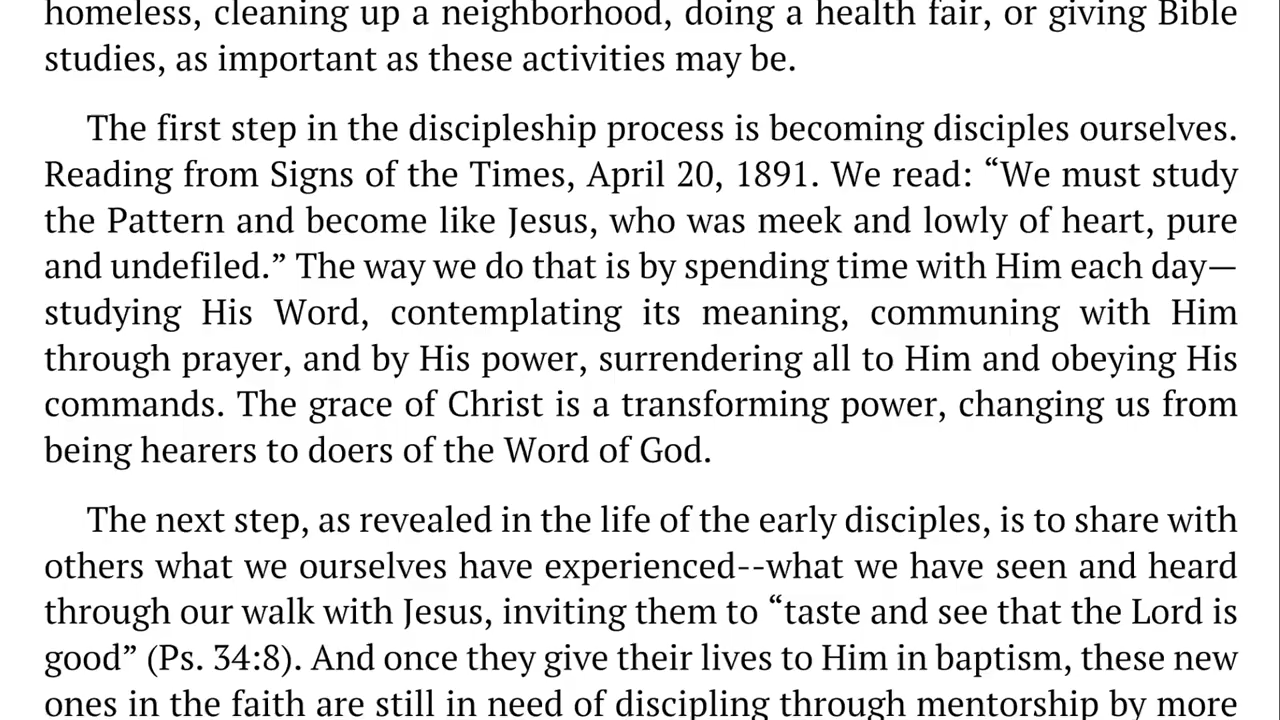 homeless, cleaning up a neighborhood, doing a health fair, or giving Bible
studies, as important as these activities may be.
The first step in the discipleship process is becoming disciples ourselves.
Reading from Signs of the Times, April 20, 1891. We read: “We must study
the Pattern and become like Jesus, who was meek and lowly of heart, pure
and undefiled.” The way we do that is by spending time with Him each day—
studying His Word, contemplating its meaning, communing with Him
through prayer, and by His power, surrendering all to Him and obeying His
commands. The grace of Christ is a transforming power, changing us from
being hearers to doers of the Word of God.
The next step, as revealed in the life of the early disciples, is to share with
others what we ourselves have experienced--what we have seen and heard
through our walk with Jesus, inviting them to “taste and see that the Lord is
good” (Ps. 34:8). And once they give their lives to Him in baptism, these new
ones in the faith are still in need of discipling through mentorship by more